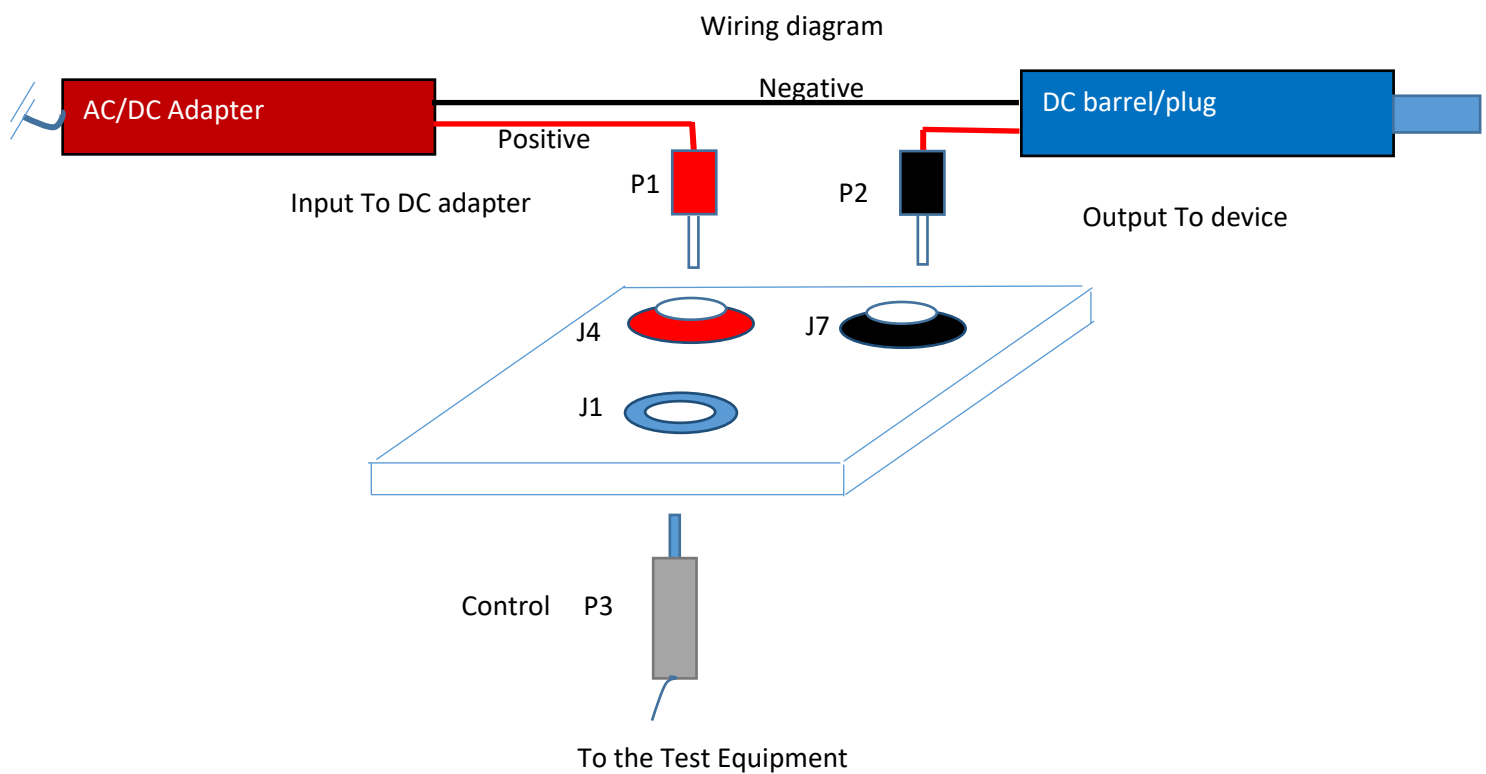 Wiring diagram
Negative
AC/DC Adapter
DC barrel/plug
Positive
P1
P2
Input To DC adapter
Output To device
J4
J7
J1
Control P3
To the Test Equipment